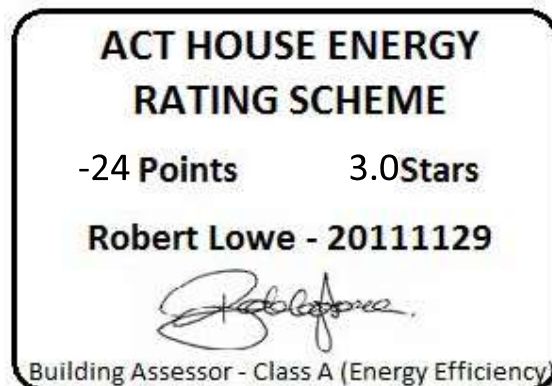 ACT HOUSE ENERGY
RATING SCHEME
-24 Points 3.0Stars
Robert Lowe - 20111129
Building Assessor - Class A (Energy Efficiency)